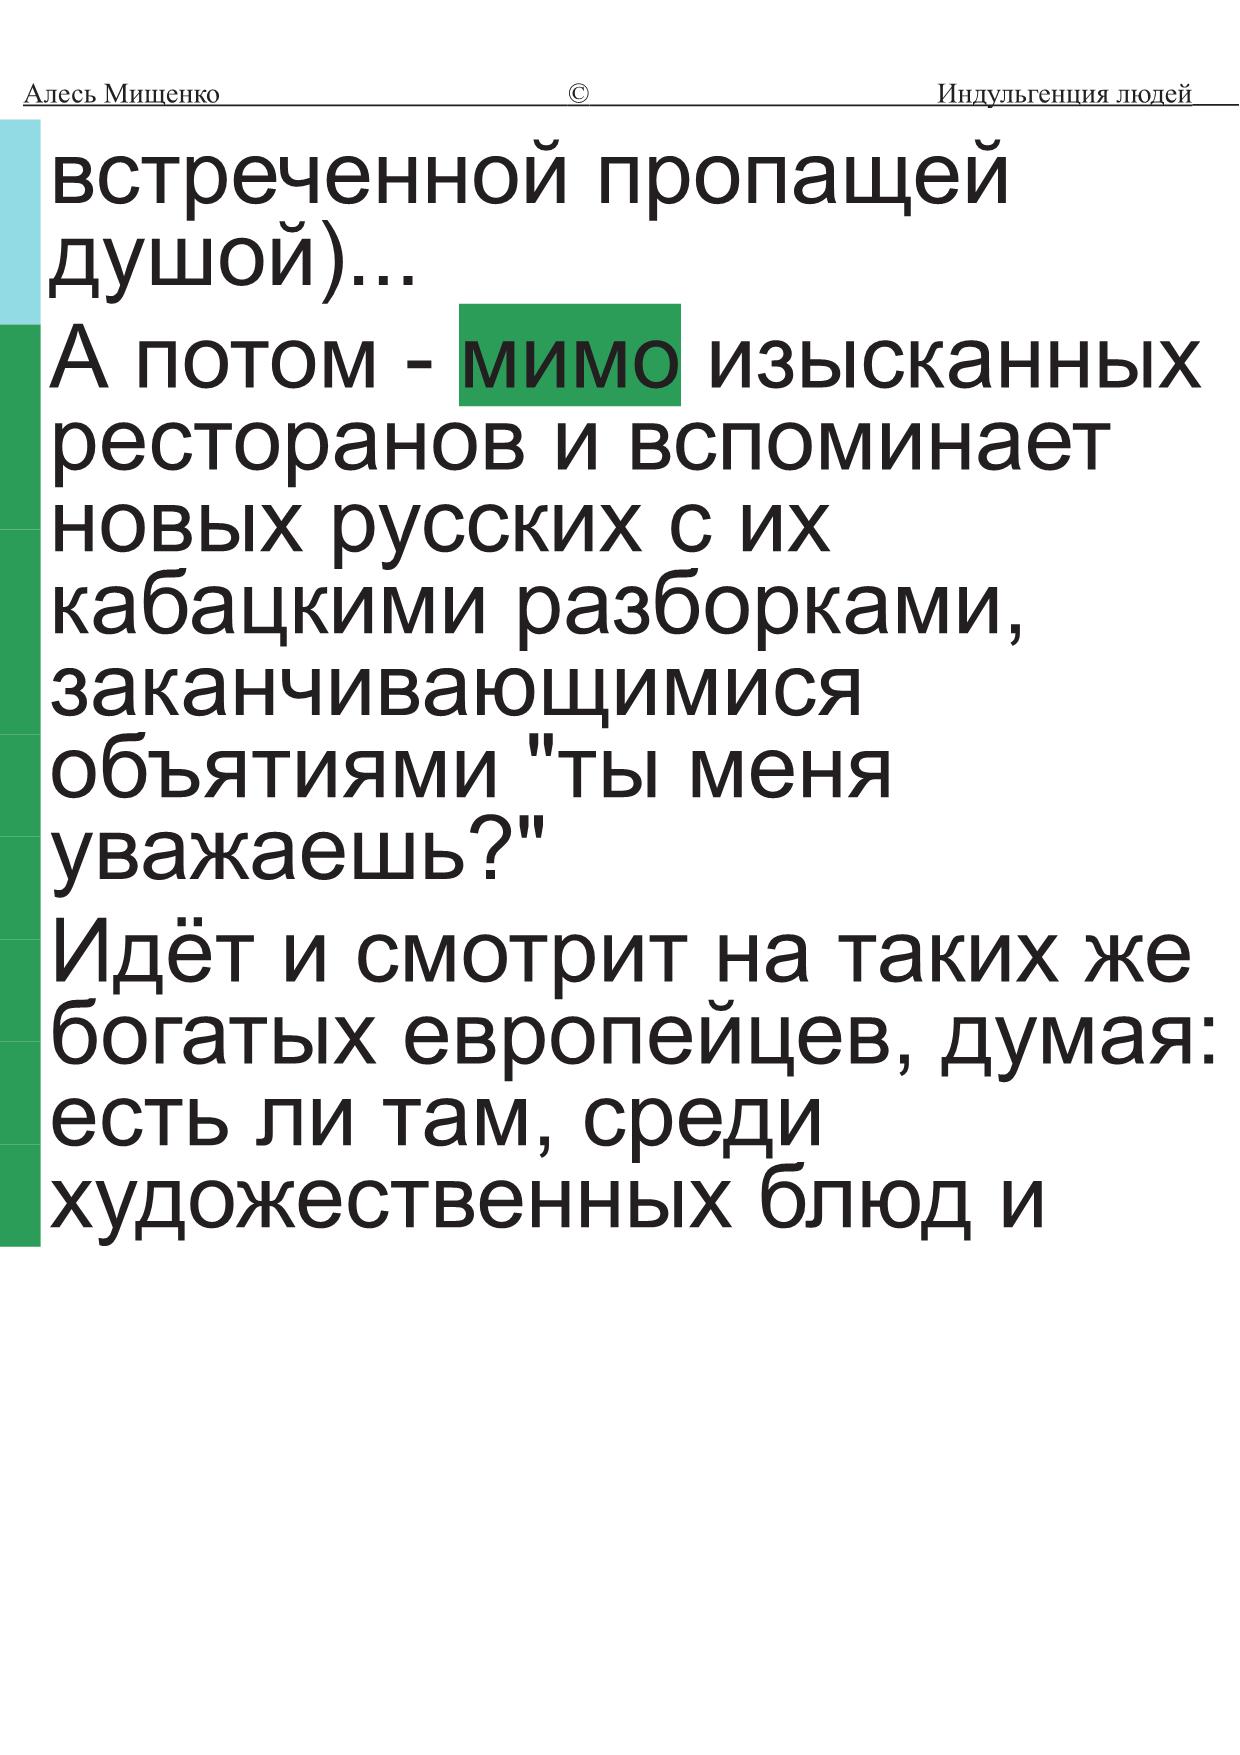 Алесь Мищенко © Индульгенция людей
встреченной пропащей
душой)...
А потом - мимо изысканных
ресторанов и вспоминает
новых русских с их
кабацкими разборками,
заканчивающимися
объятиями "ты меня
уважаешь?"
Идёт и смотрит на таких же
богатых европейцев, думая:
есть ли там, среди
художественных блюд и